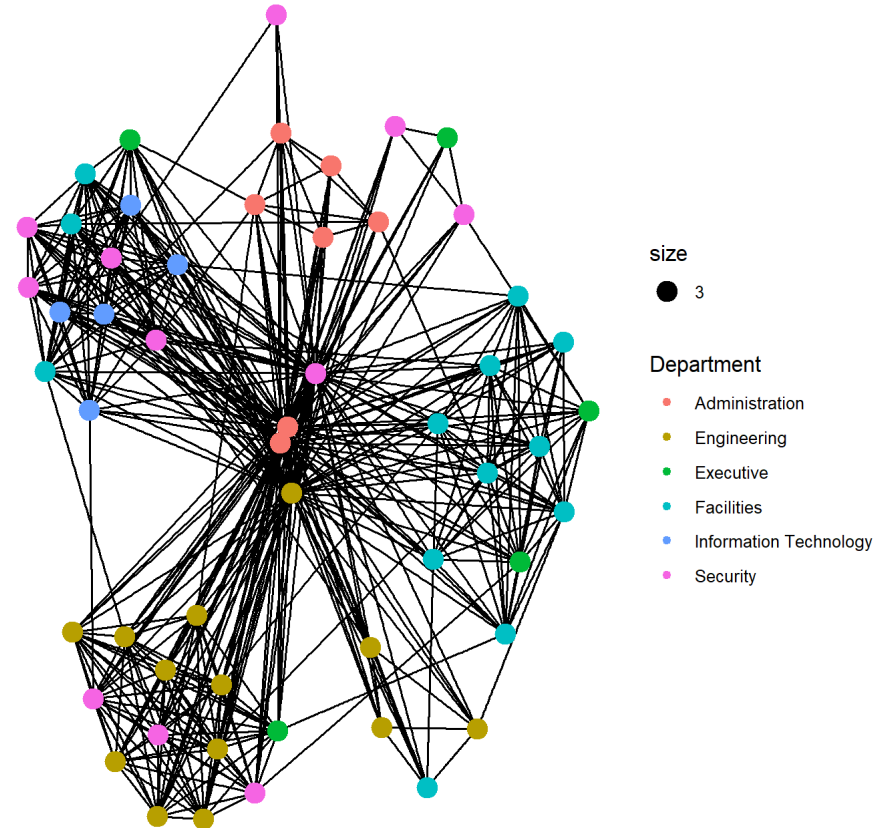 size
3
Department
Administration
Engineering
Executive
Facilities
Information Technology
Security